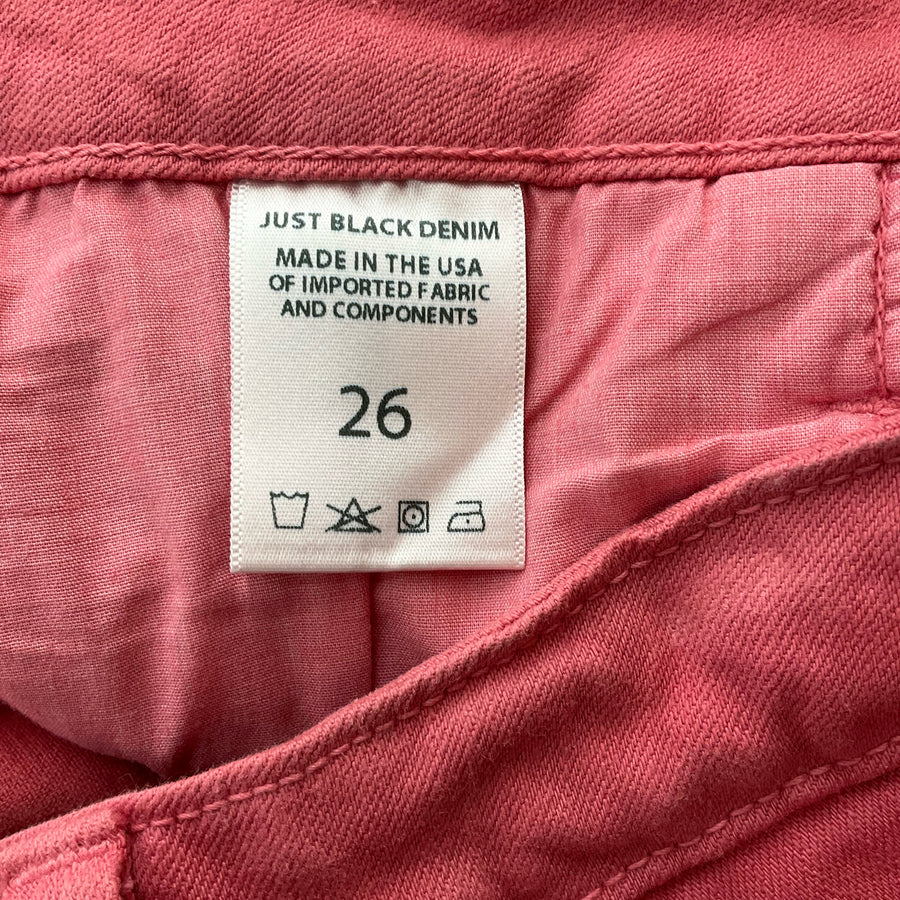 JUST BLACK DENIM
MADE IN THE USA
OF IMPORTED FABRIC
AND COMPONENTS
26